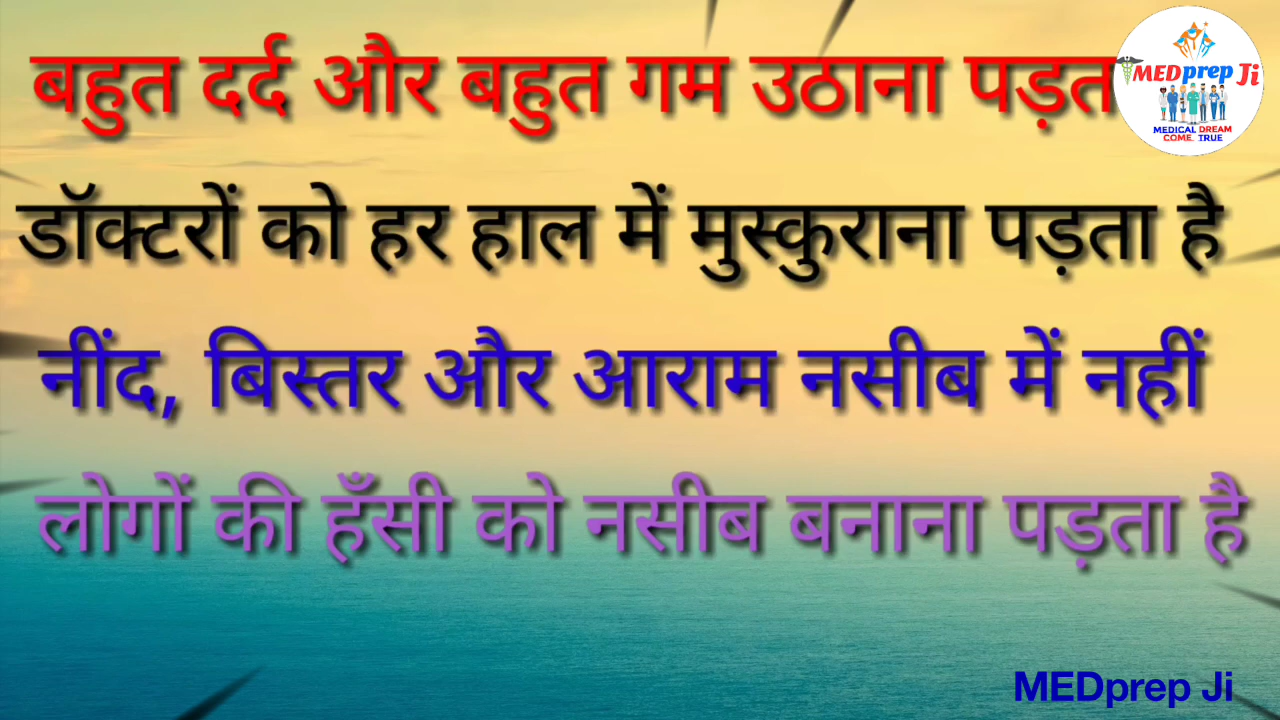 बहुत दर्द और बहुत गम उठाना
MEDprep Ji
MEDICAL DREAM
COME TRUE
डॉक्टरों को हर हाल में मुस्कुराना पड़ता है
नींद, बिस्तर और आराम नसीब में नहीं
लोगों की हँसी को नसीब बनाना पड़ता है
MEDprep Ji